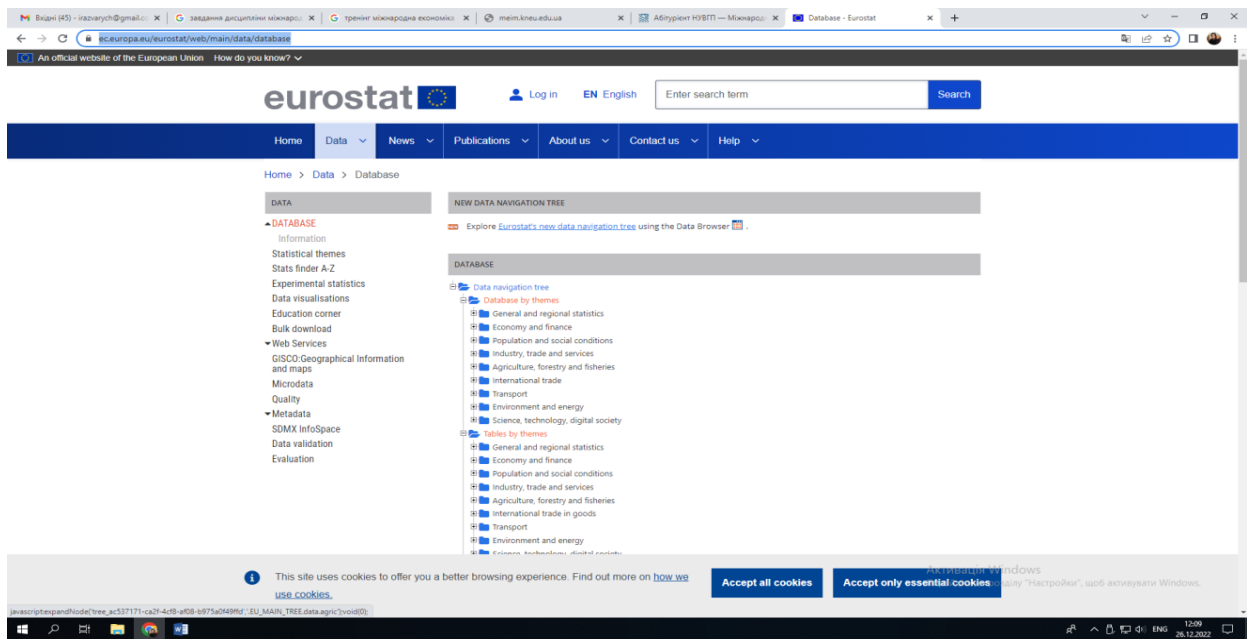 Вхідні (45) - irazvarych@gmail.c
завдання дисципліни міжнарод
тренінг міжнародна економіка
meim.kneu.edu.ua
Абітурієнт НУВГП — Міжнарод
Database - Eurostat
ec.europa.eu/eurostat/web/main/data/database
An official website of the European Union How do you know?
eurostat
Log in
EN English
Enter search term
Search
Home
Data
News
Publications
About us
Contact us
Help
Home > Data > Database
DATA
DATABASE
Information
Statistical themes
Stats finder A-Z
Experimental statistics
Data visualisations
Education corner
Bulk download
Web Services
GISCO:Geographical Information
and maps
Microdata
Quality
Metadata
SDMX InfoSpace
Data validation
Evaluation
NEW DATA NAVIGATION TREE
Explore Eurostat's new data navigation tree using the Data Browser .
DATABASE
Data navigation tree
Database by themes
General and regional statistics
Economy and finance
Population and social conditions
Industry, trade and services
Agriculture, forestry and fisheries
International trade
Transport
Environment and energy
Science, technology, digital society
Tables by themes
General and regional statistics
Economy and finance
Population and social conditions
Industry, trade and services
Agriculture, forestry and fisheries
International trade in goods
Transport
Environment and energy
Science, technology, digital society
This site uses cookies to offer you a better browsing experience. Find out more on how we
use cookies.
Accept all cookies
Accept only essential cookies
Активація Windows
"Настройки", щоб активувати Windows.
ENG
12:09
26.12.2022